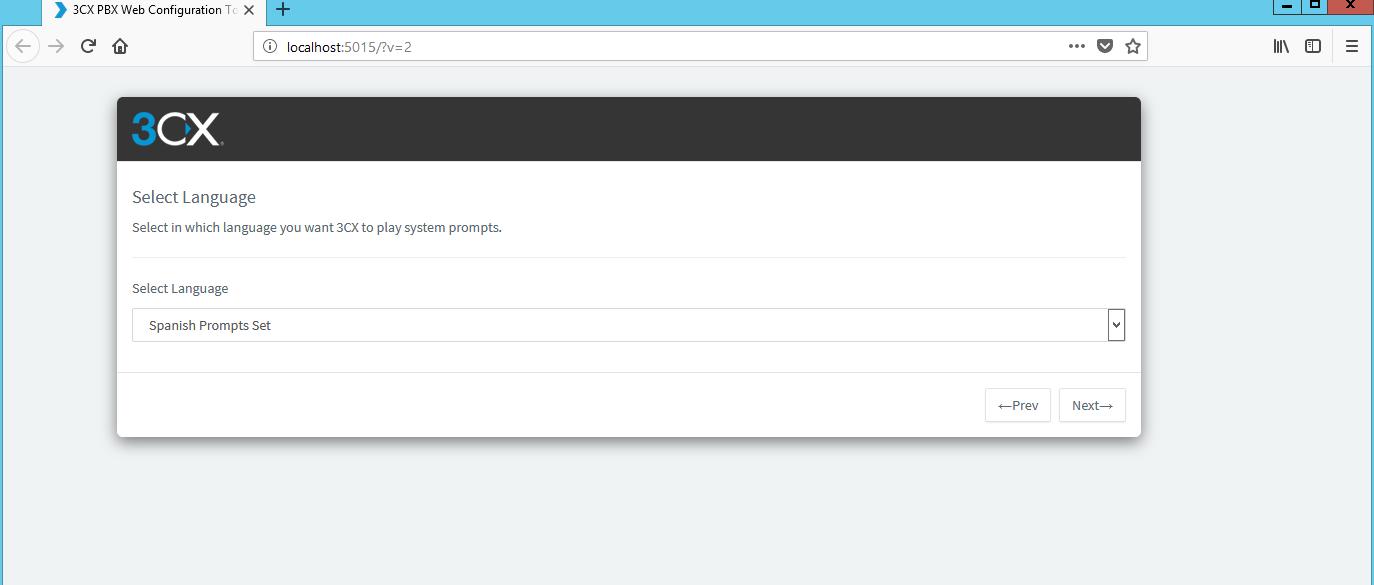 3CX PBX Web Configuration To
localhost:5015/?v=2
3CX
Select Language
Select in which language you want 3CX to play system prompts.
Select Language
Spanish Prompts Set
←Prev Next→